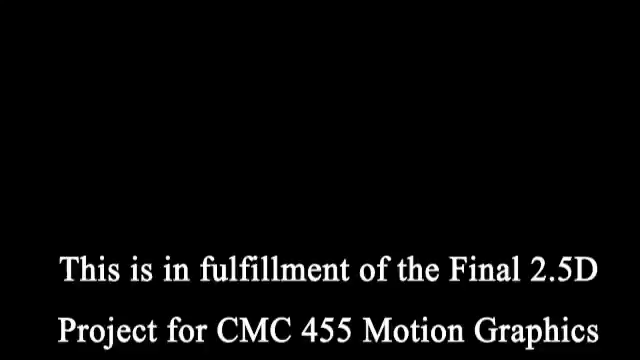 This is in fulfillment of the Final 2.5D
Project for CMC 455 Motion Graphics